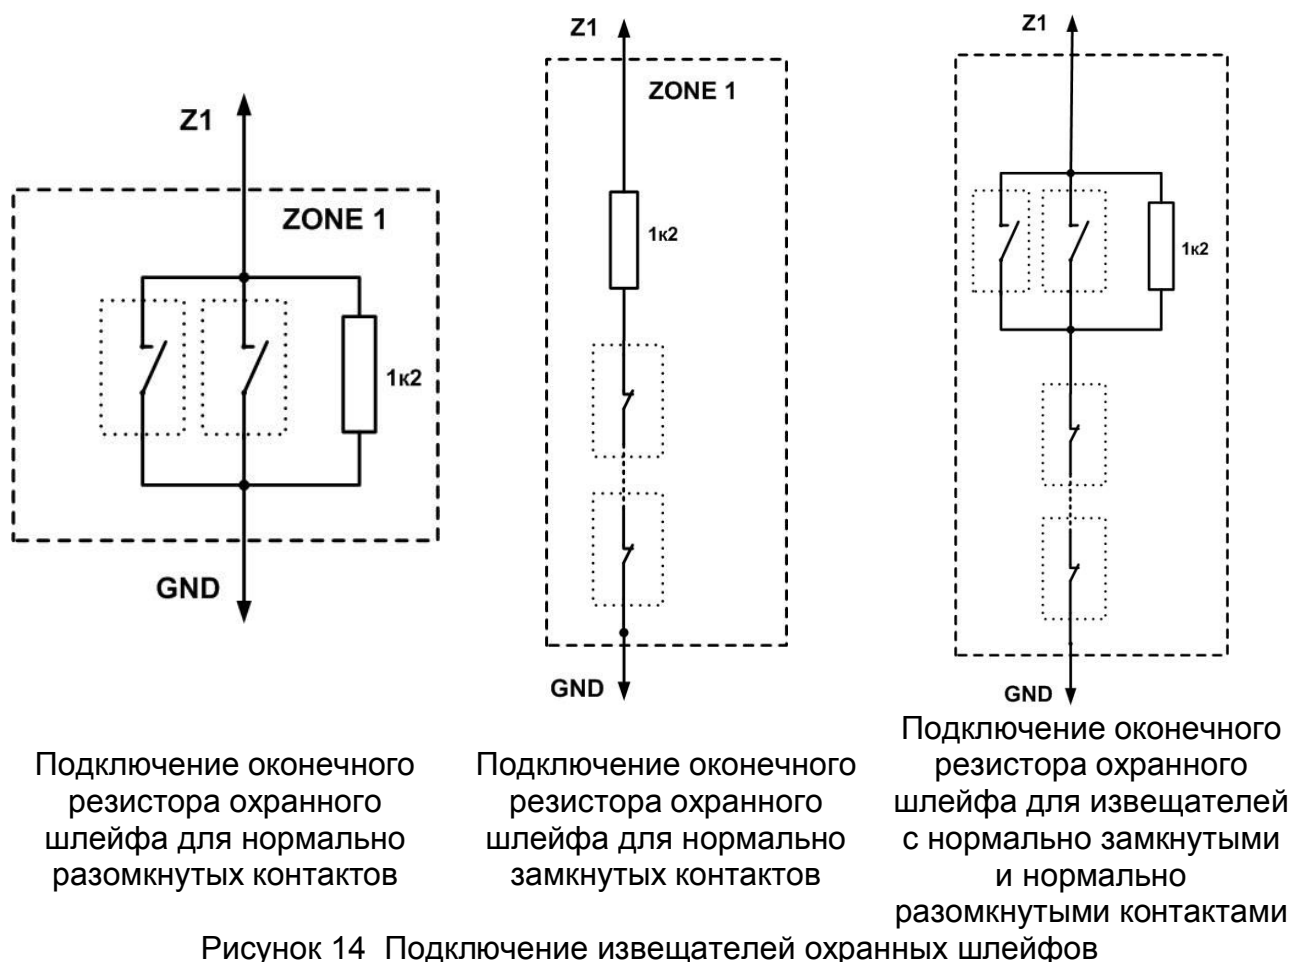 Z1
ZONE 1
1к2
GND
Подключение оконечного
резистора охранного
шлейфа для нормально
разомкнутых контактов
Z1
ZONE 1
1к2
GND
Подключение оконечного
резистора охранного
шлейфа для нормально
замкнутых контактов
Z1
1к2
GND
Подключение оконечного
резистора охранного
шлейфа для извещателей
с нормально замкнутыми
и нормально
разомкнутыми контактами
Рисунок 14 Подключение извещателей охранных шлейфов